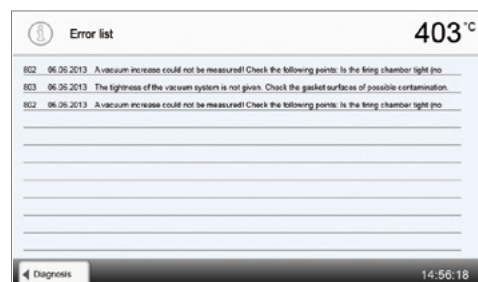 Error list
403 °C
802 06.06.2013 A vacuum increase could not be measured! Check the following points: Is the firing chamber tight (no
803 06.06.2013 The tightness of the vacuum system is not given. Check the gasket surfaces of possible contamination.
802 06.06.2013 A vacuum increase could not be measured! Check the following points: Is the firing chamber tight (no
Diagnosis
14:56:18